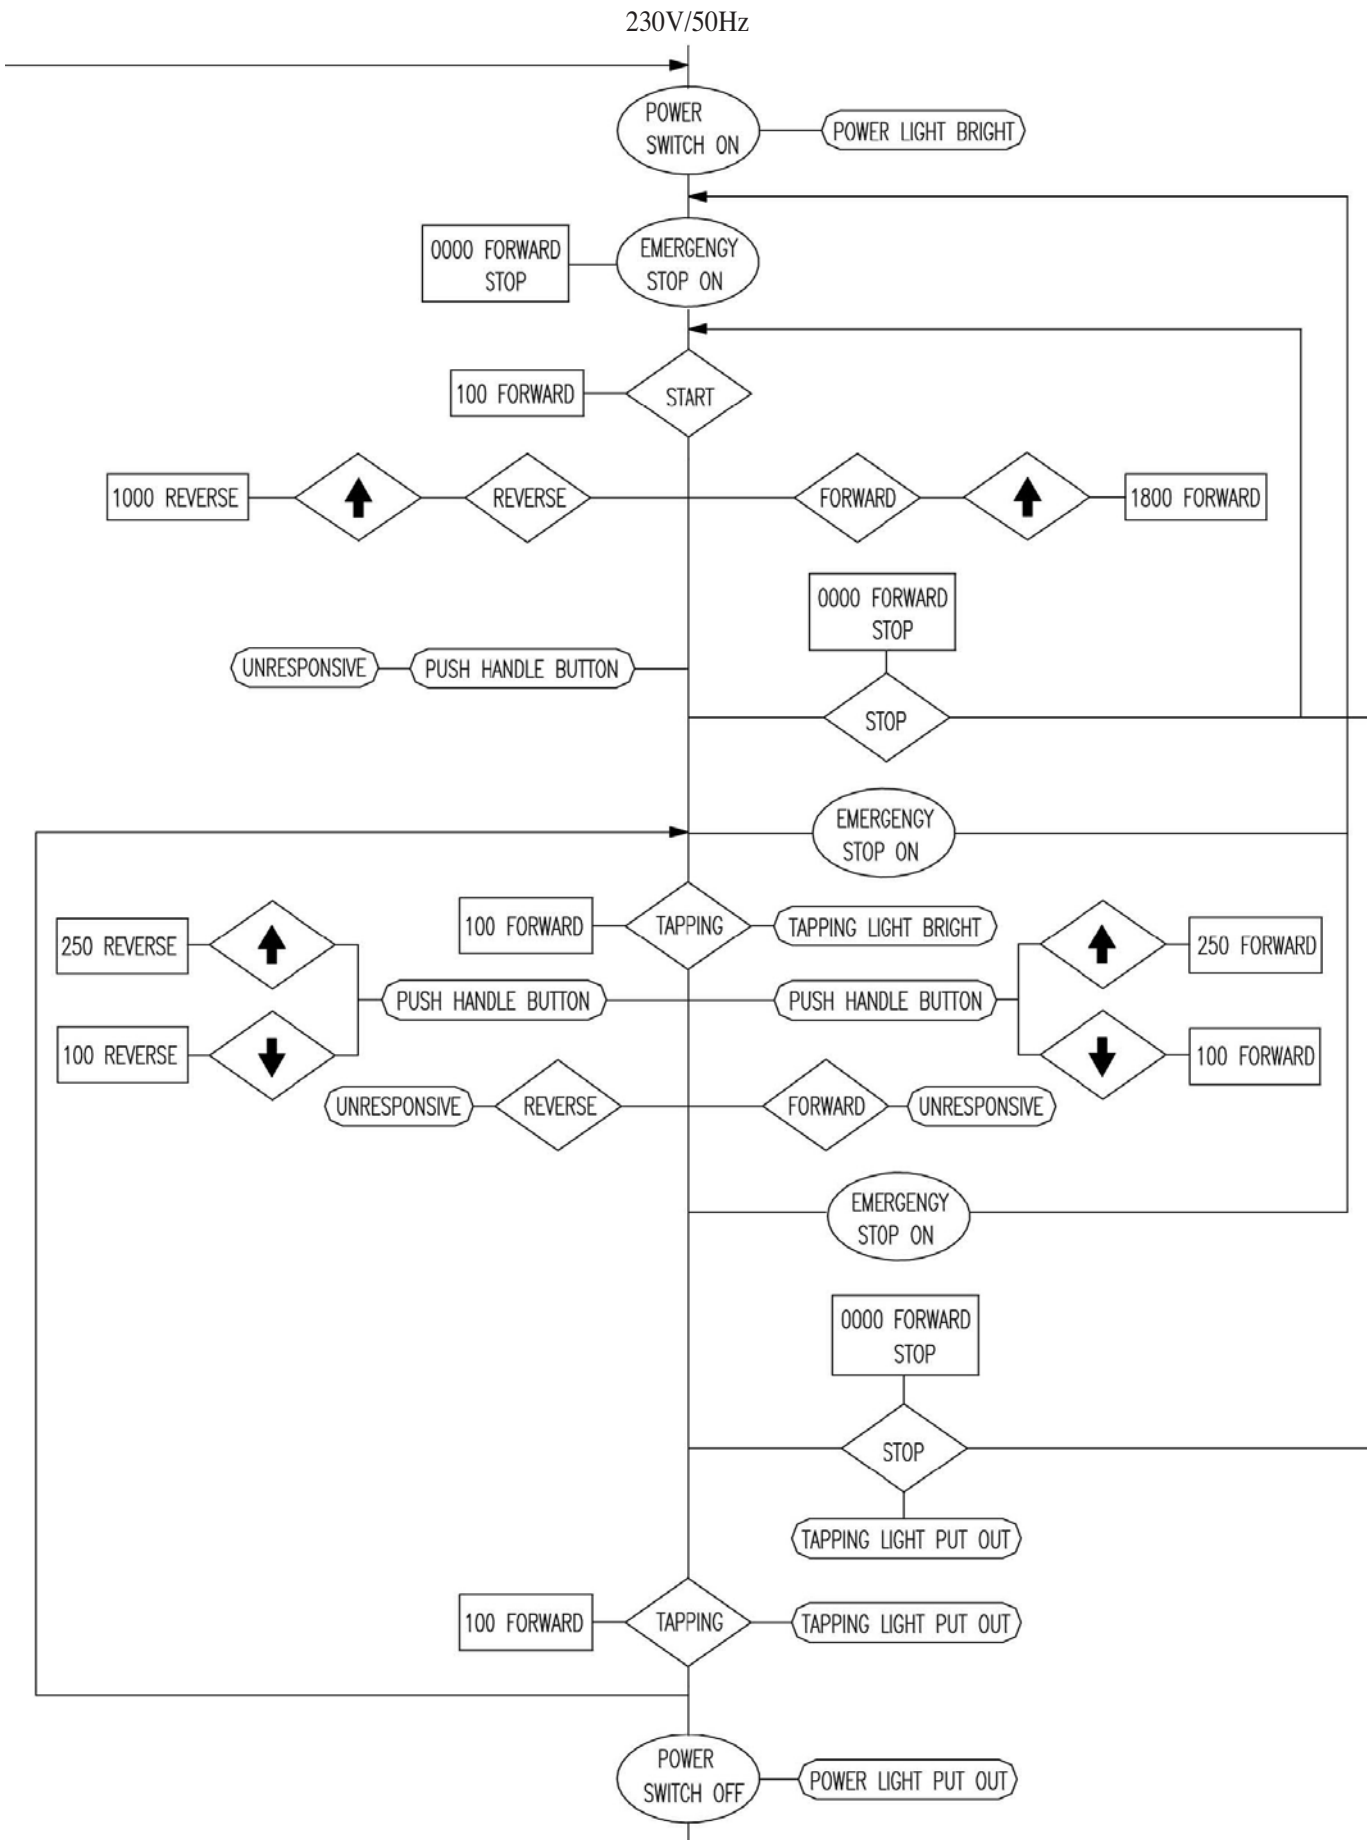 230V/50Hz
POWER
SWITCH ON
POWER LIGHT BRIGHT
0000 FORWARD
STOP
EMERGENCY
STOP ON
100 FORWARD
START
1000 REVERSE
REVERSE
FORWARD
1800 FORWARD
0000 FORWARD
STOP
UNRESPONSIVE
PUSH HANDLE BUTTON
STOP
EMERGENCY
STOP ON
100 FORWARD
TAPPING
TAPPING LIGHT BRIGHT
250 REVERSE
250 FORWARD
PUSH HANDLE BUTTON
PUSH HANDLE BUTTON
100 REVERSE
100 FORWARD
UNRESPONSIVE
REVERSE
FORWARD
UNRESPONSIVE
EMERGENCY
STOP ON
0000 FORWARD
STOP
STOP
TAPPING LIGHT PUT OUT
100 FORWARD
TAPPING
TAPPING LIGHT PUT OUT
POWER
SWITCH OFF
POWER LIGHT PUT OUT